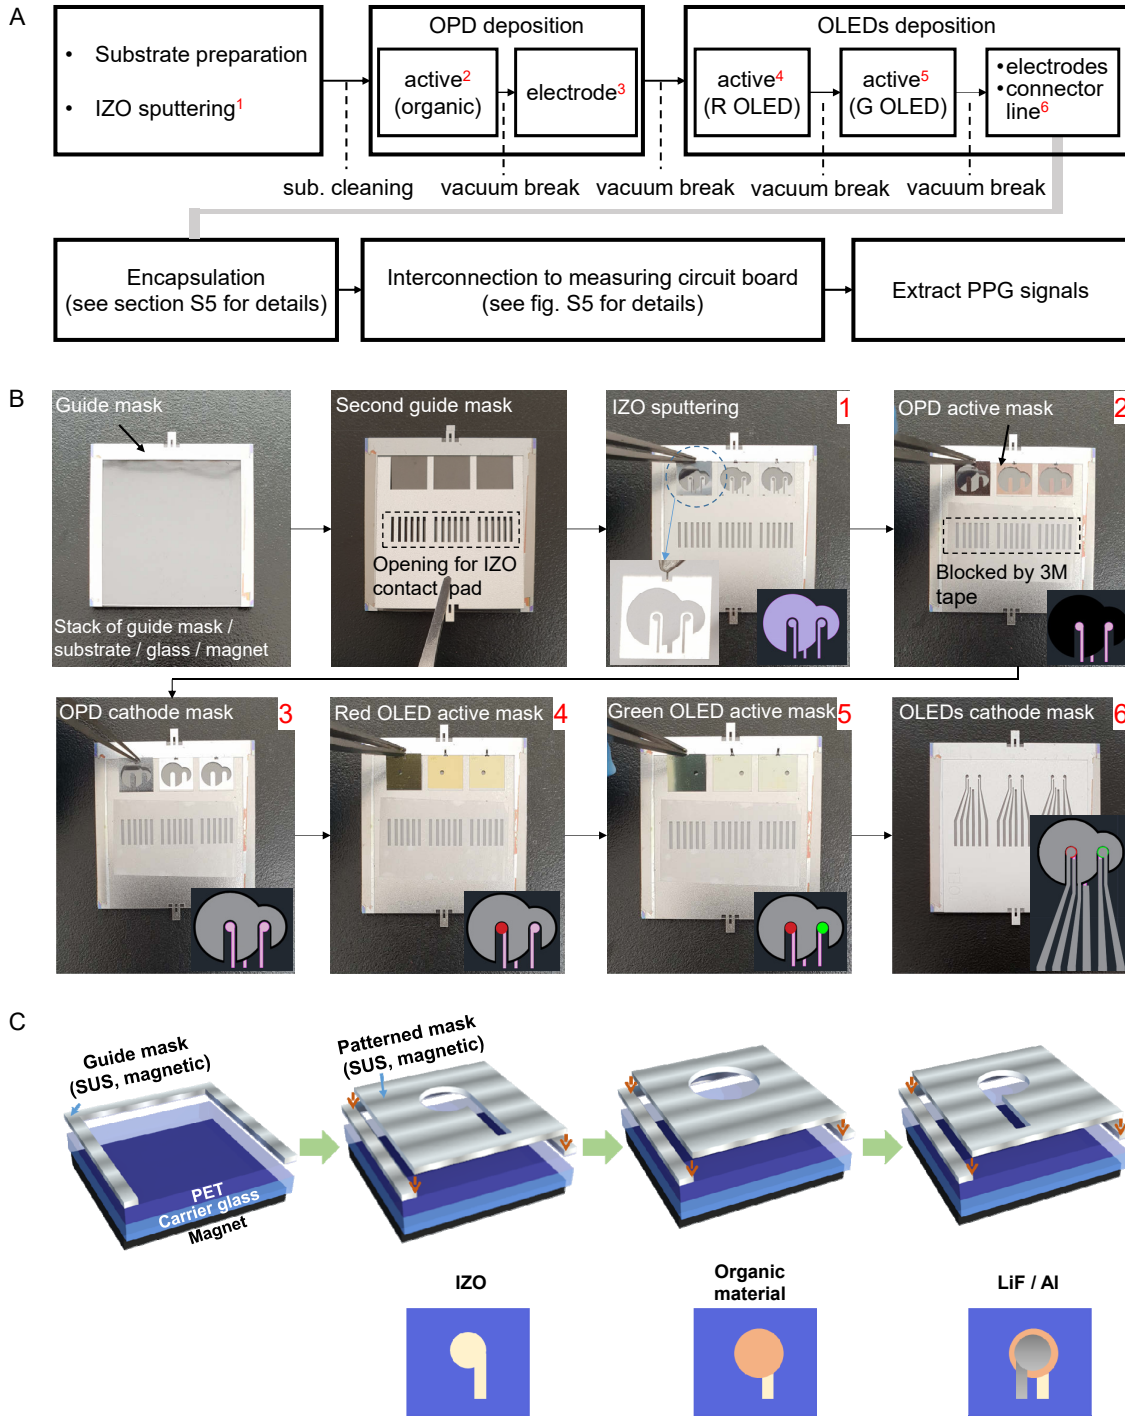 A
• Substrate preparation
• IZO sputtering1
OPD deposition
active2
(organic)
electrode3
OLEDs deposition
active4
(R OLED)
active5
(G OLED)
•electrodes
•connector
line6
sub. cleaning
vacuum break
vacuum break
vacuum break
vacuum break
Encapsulation
(see section S5 for details)
Interconnection to measuring circuit board
(see fig. S5 for details)
Extract PPG signals
B
Guide mask
Stack of guide mask /
substrate / glass / magnet
Second guide mask
Opening for IZO
contact pad
IZO sputtering
1
OPD active mask
2
Blocked by 3M
tape
OPD cathode mask
3
Red OLED active mask
4
Green OLED active mask
5
OLEDs cathode mask
6
C
Guide mask
(SUS, magnetic)
PET
Carrier glass
Magnet
Patterned mask
(SUS, magnetic)
IZO
Organic
material
LiF / Al